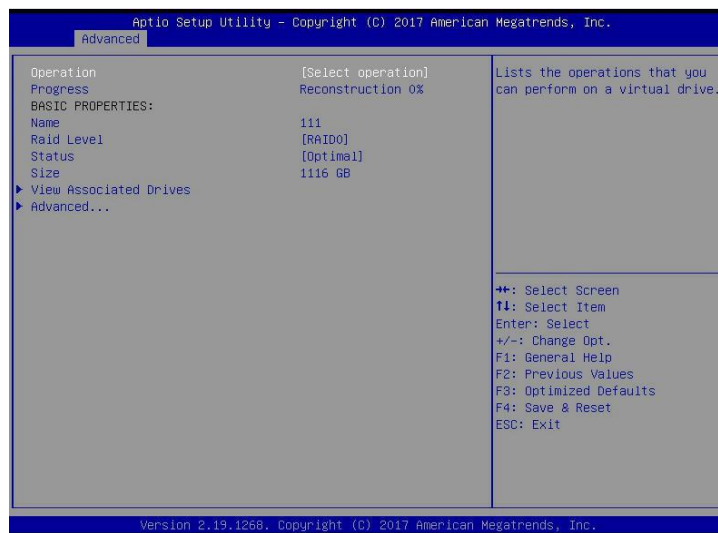 Aptio Setup Utility – Copyright (C) 2017 American Megatrends, Inc.
Advanced
Operation [Select operation]
Progress Reconstruction 0%
BASIC PROPERTIES:
Name 111
Raid Level [RAID0]
Status [Optimal]
Size 1116 GB
▶ View Associated Drives
▶ Advanced...
Lists the operations that you
can perform on a virtual drive.
→←: Select Screen
↑↓: Select Item
Enter: Select
+/-: Change Opt.
F1: General Help
F2: Previous Values
F3: Optimized Defaults
F4: Save & Reset
ESC: Exit
Version 2.19.1268. Copyright (C) 2017 American Megatrends, Inc.